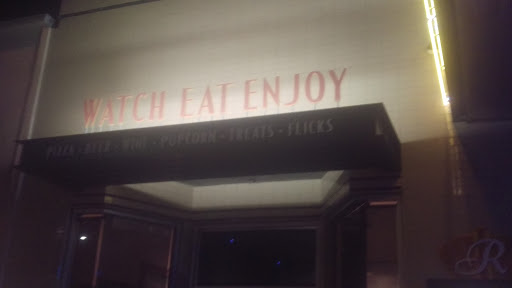 WATCH EAT ENJOY
PIZZA • BEER • WINE • POPCORN • TREATS • FLICKS
R